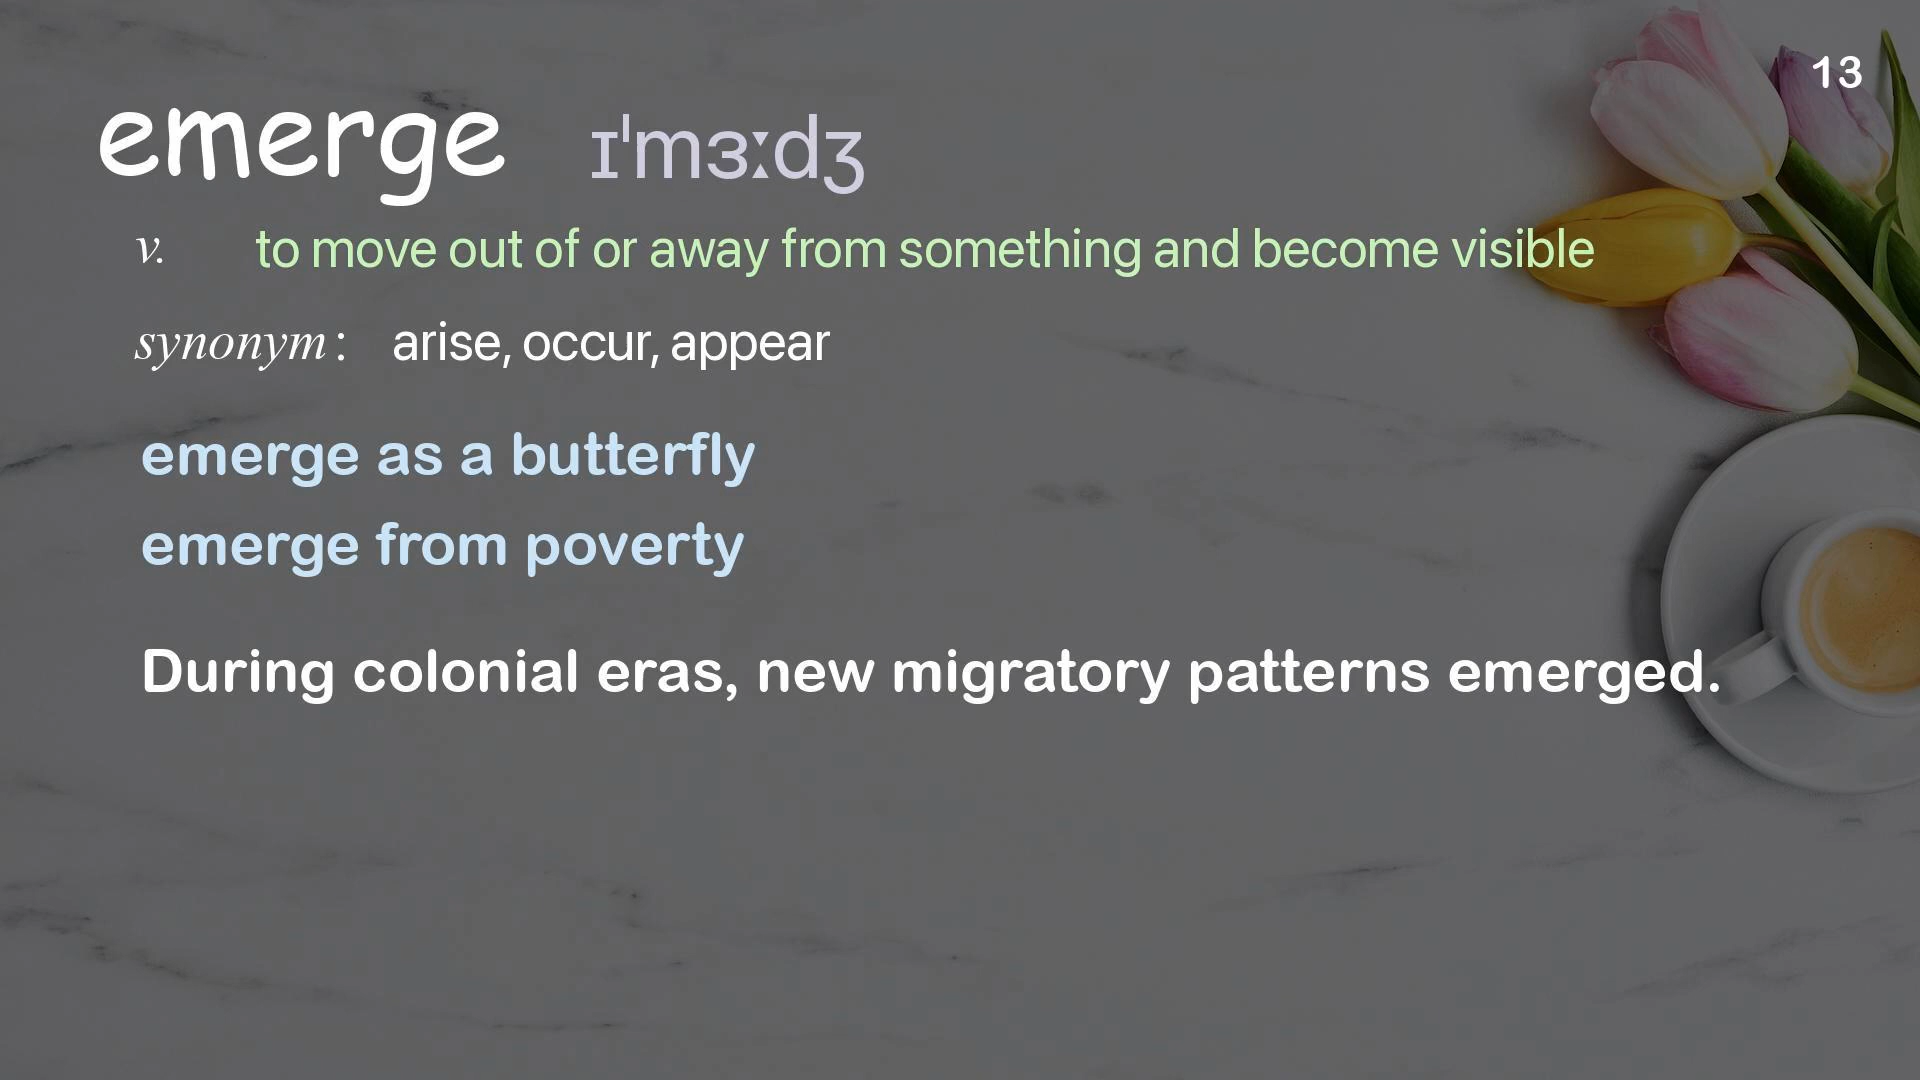 13
emerge ɪˈmɜːdʒ
v. to move out of or away from something and become visible
synonym : arise, occur, appear
emerge as a butterfly
emerge from poverty
During colonial eras, new migratory patterns emerged.